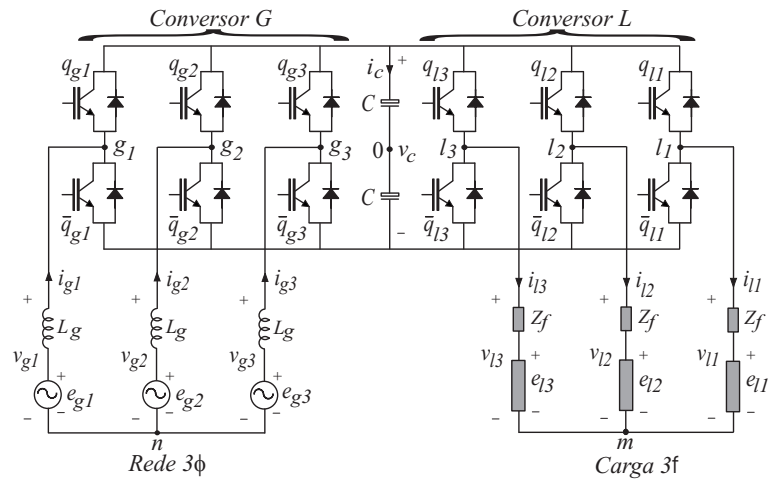 Conversor G Conversor L
q_g1 q_g2 q_g3 i_c + q_l3 q_l2 q_l1
C
g_1 g_2 g_3 0 v_c l_3 l_2 l_1
C
q̄_g1 q̄_g2 q̄_g3 - q̄_l3 q̄_l2 q̄_l1
i_g1 i_g2 i_g3 i_l3 i_l2 i_l1
+ + + + + +
L_g L_g L_g Z_f Z_f Z_f
v_g1 v_g2 v_g3 v_l3 v_l2 v_l1
+ + + + + +
e_g1 e_g2 e_g3 e_l3 e_l2 e_l1
− − − − − − − − − − − −
n m
Rede 3ϕ Carga 3f